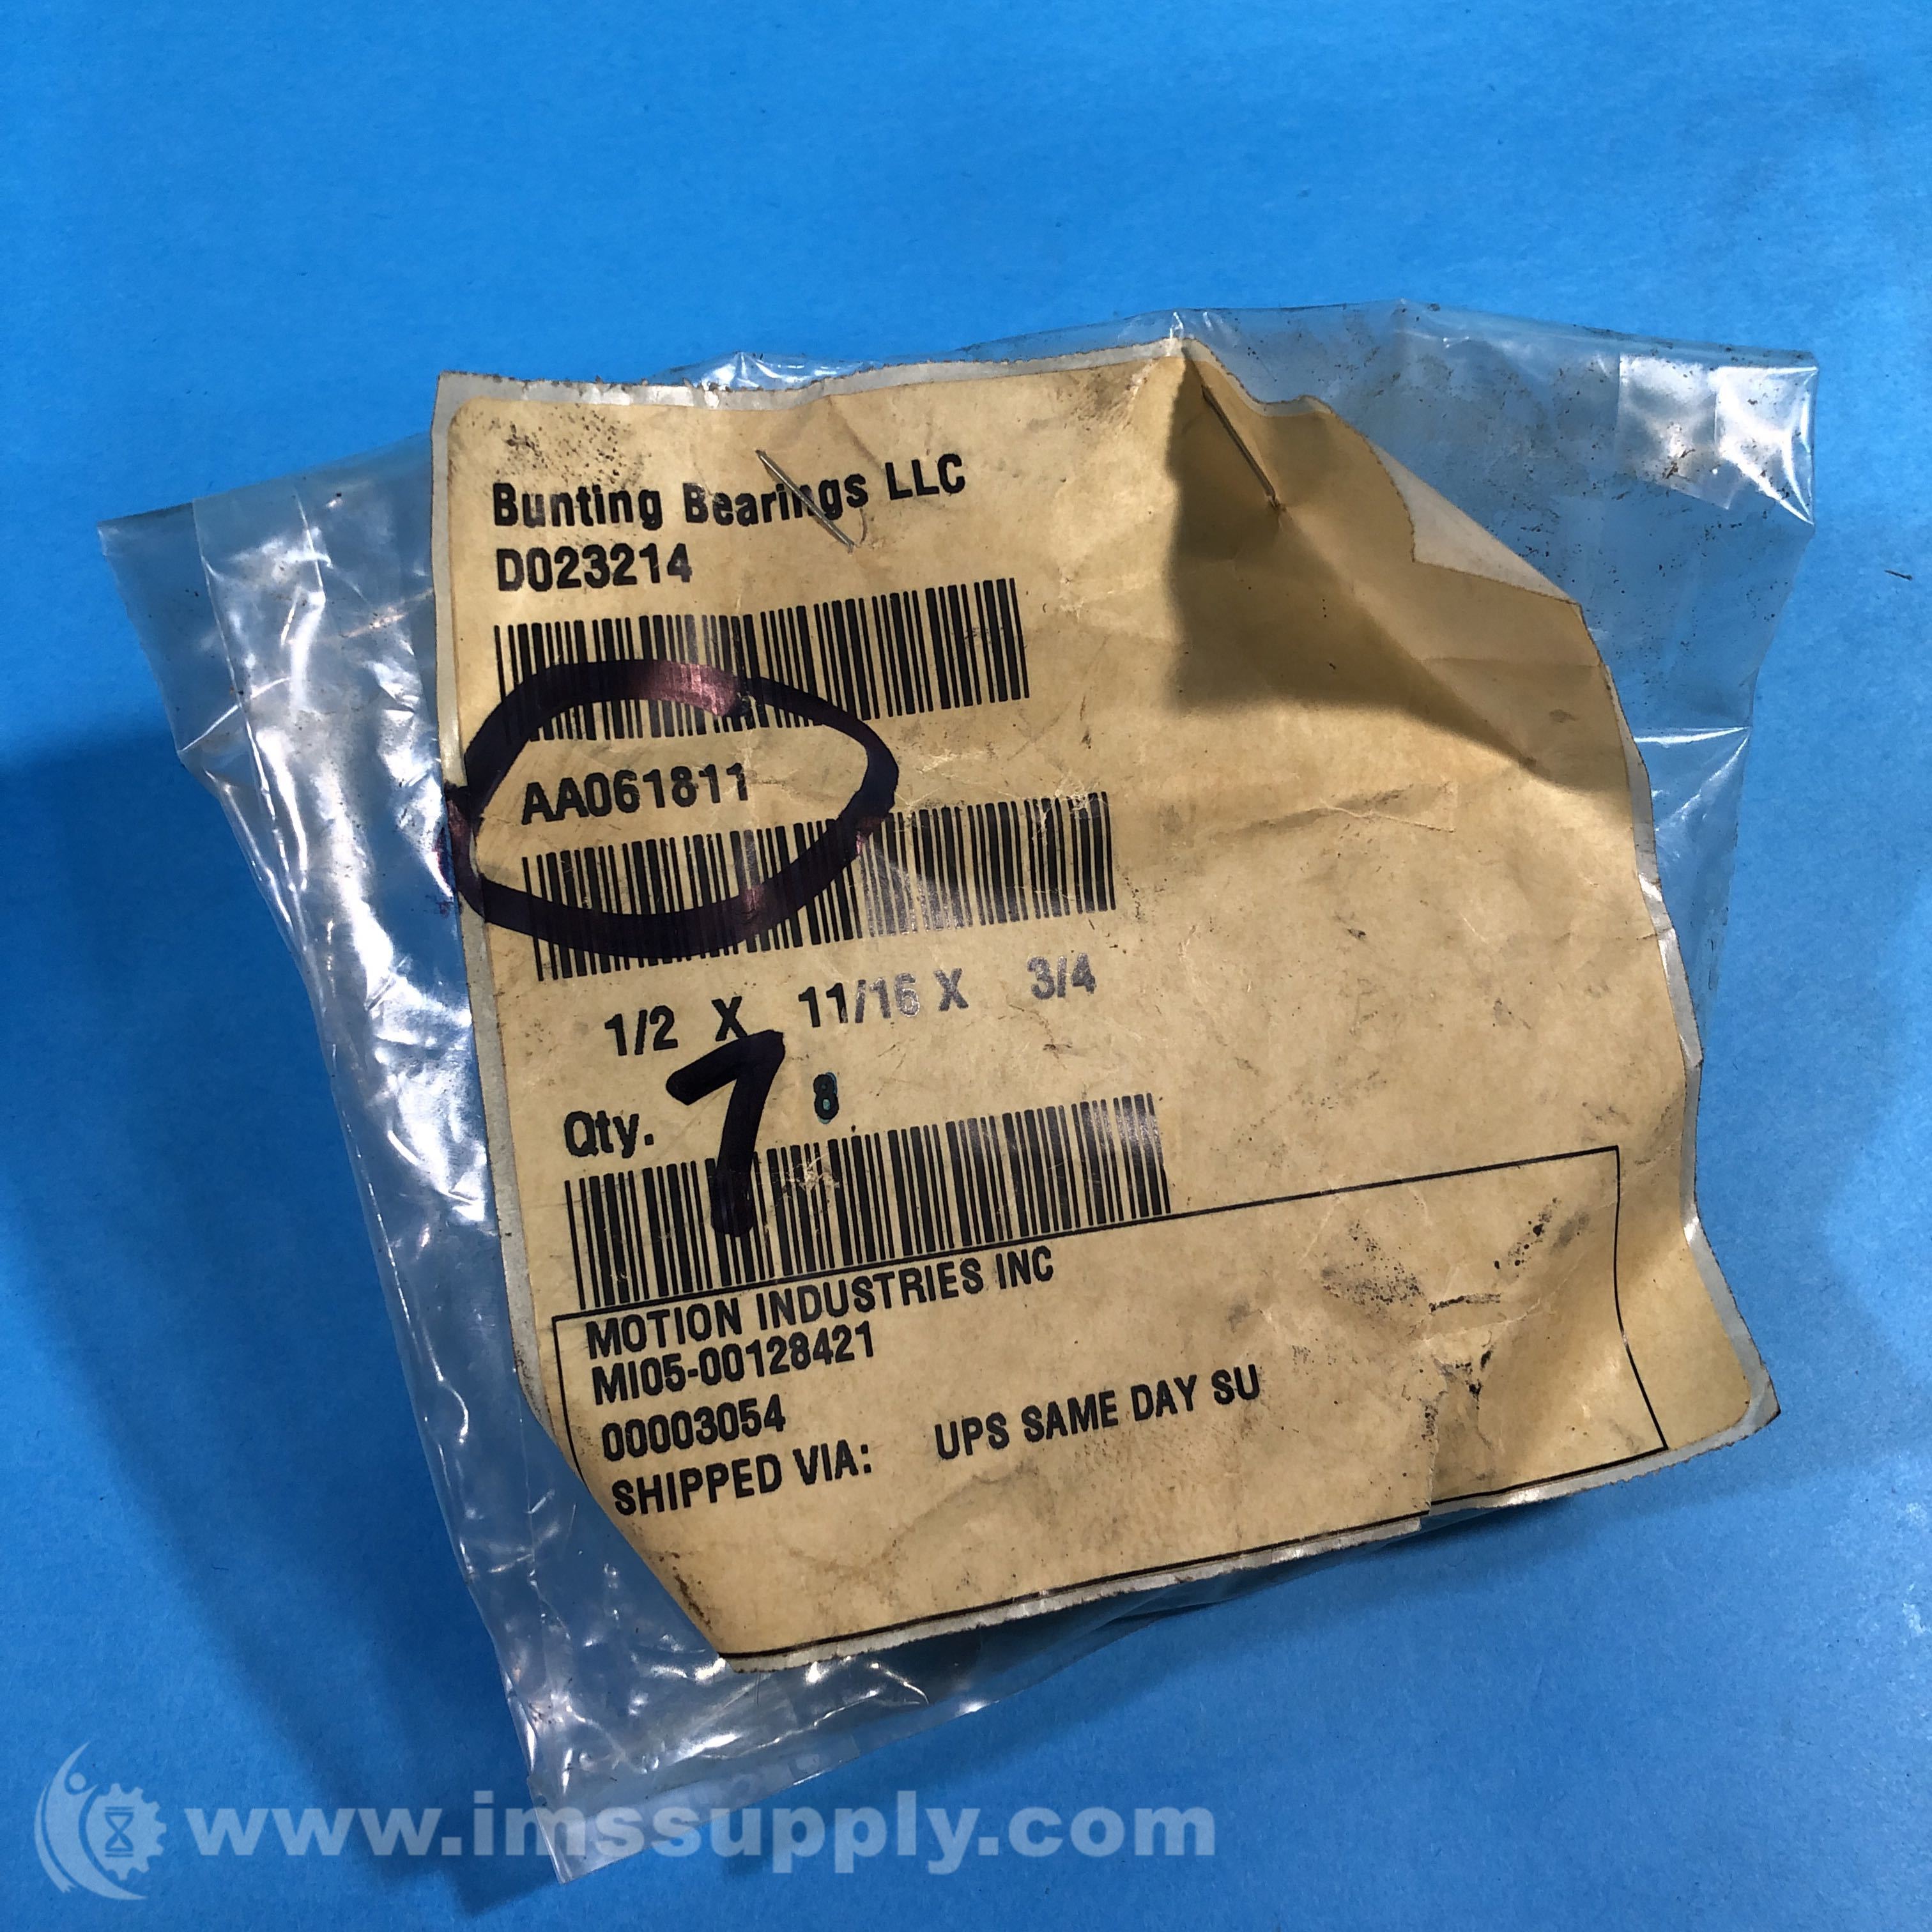 Bunting Bearings LLC
D023214
AA061811
1/2 X 11/16 X 3/4
Qty. 7 8
MOTION INDUSTRIES INC
MI05-00128421
00003054
SHIPPED VIA: UPS SAME DAY SU
www.imssupply.com